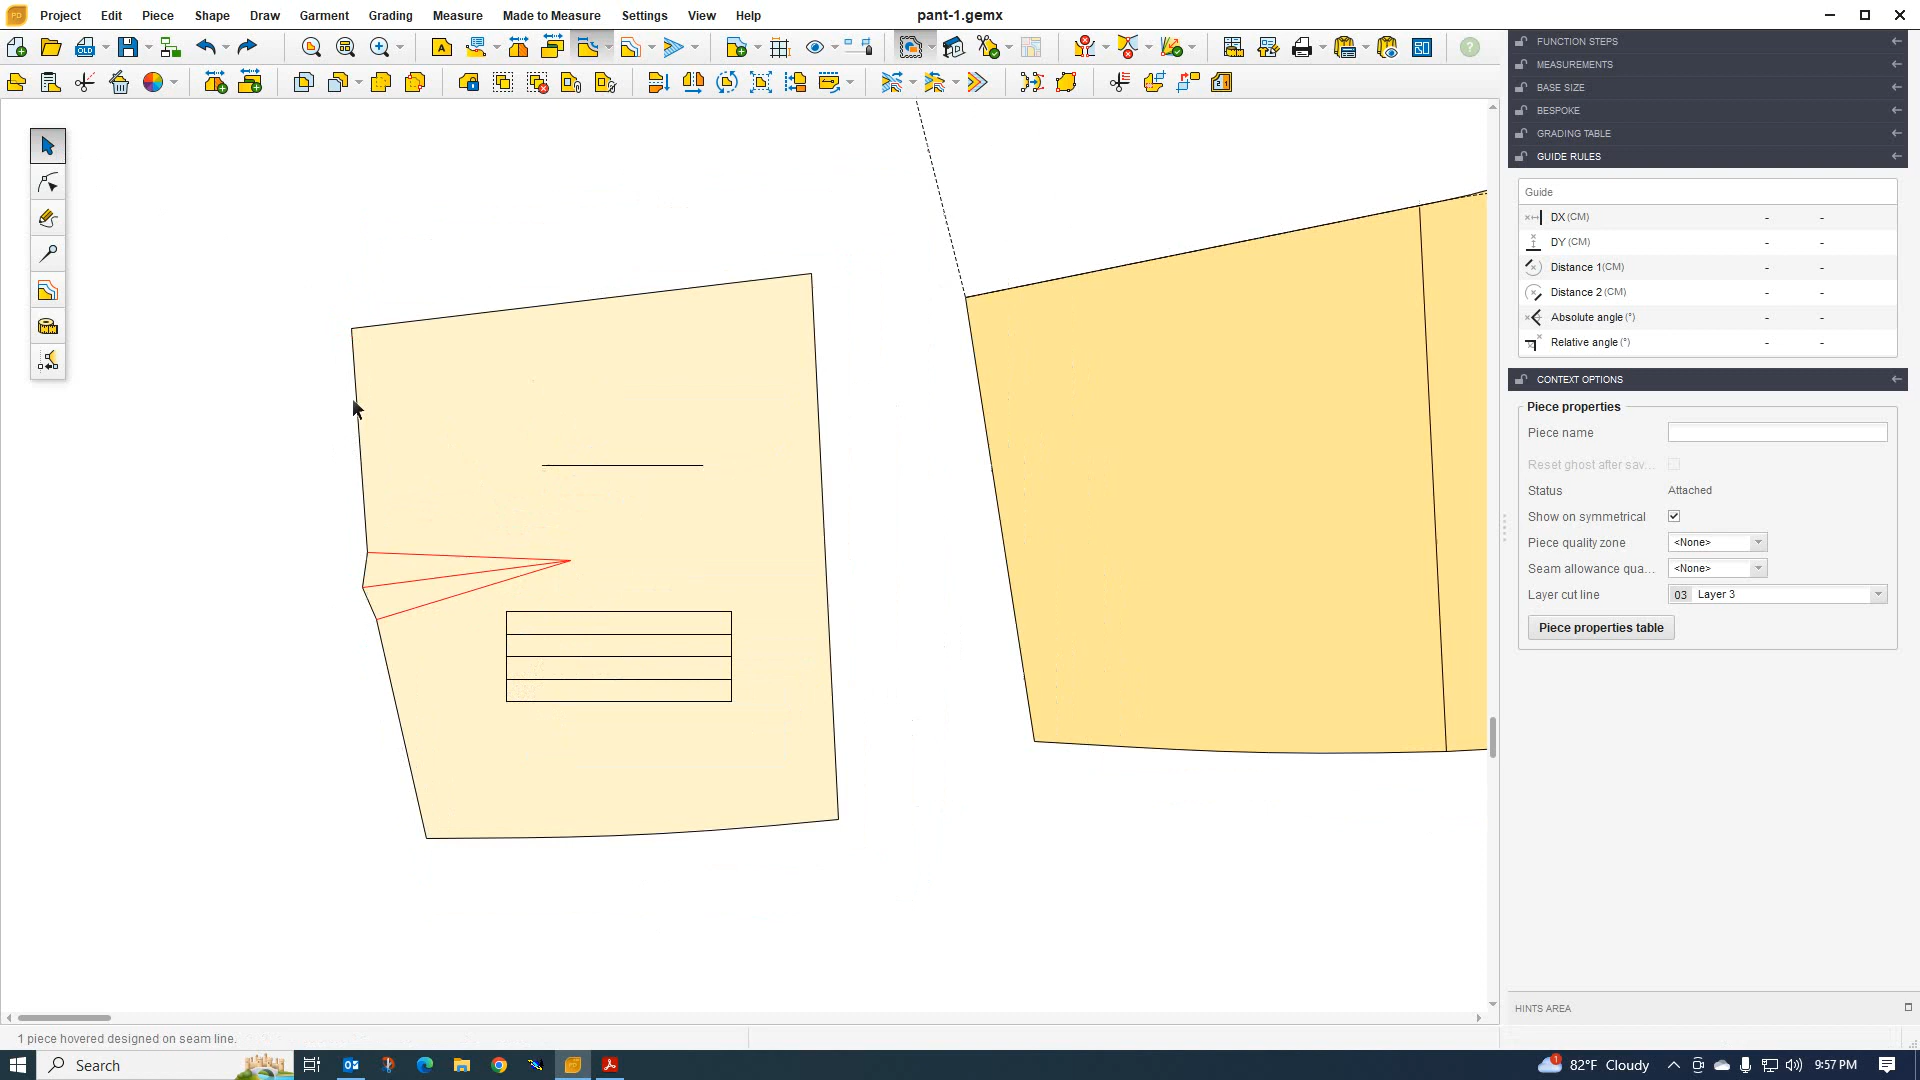 PD
Project Edit Piece Shape Draw Garment Grading Measure Made to Measure Settings View Help
pant-1.gemx
OLD
A
?
FUNCTION STEPS
MEASUREMENTS
BASE SIZE
BESPOKE
GRADING TABLE
GUIDE RULES
Guide
DX (CM) - -
DY (CM) - -
Distance 1(CM) - -
Distance 2 (CM) - -
Absolute angle (°) - -
Relative angle (°) - -
CONTEXT OPTIONS
Piece properties
Piece name
Reset ghost after sav...
Status Attached
Show on symmetrical
Piece quality zone <None>
Seam allowance qua... <None>
Layer cut line 03 Layer 3
Piece properties table
HINTS AREA
1 piece hovered designed on seam line.
Search
1
82°F Cloudy
9:57 PM